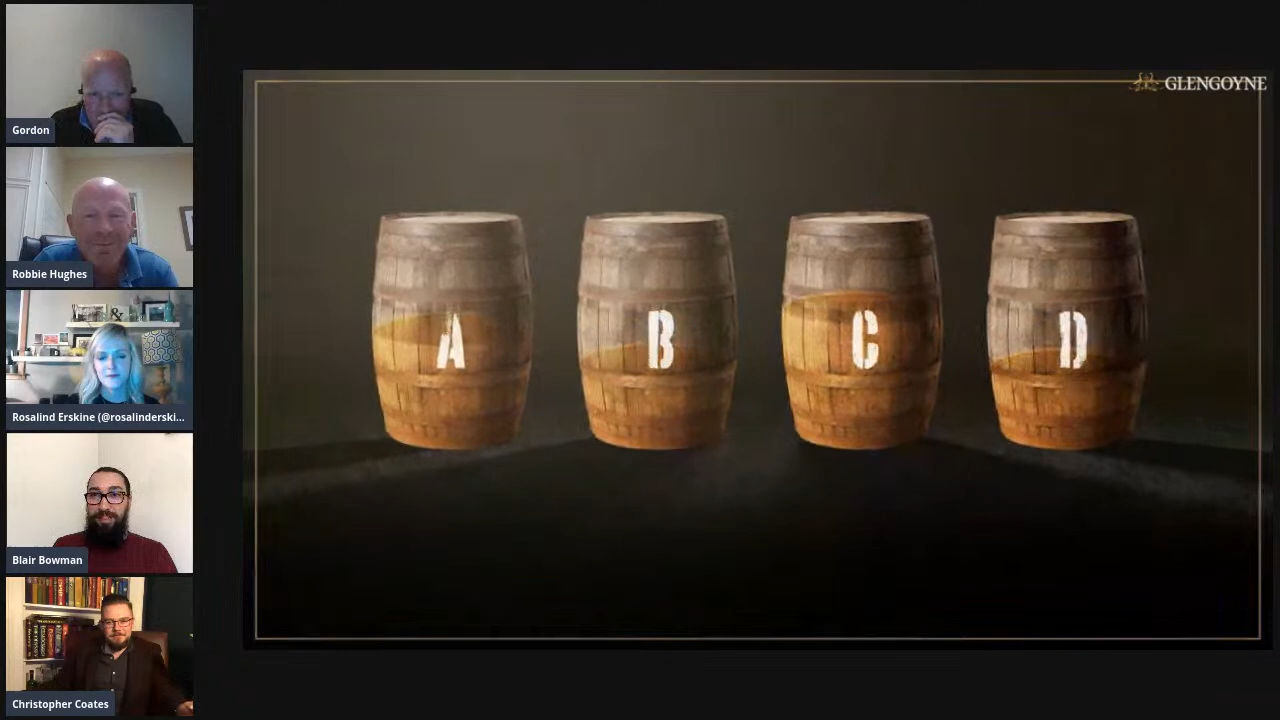 Gordon
Robbie Hughes
Rosalind Erskine (@rosalinderski...
Blair Bowman
Christopher Coates
GLENGOYNE
A
B
C
D